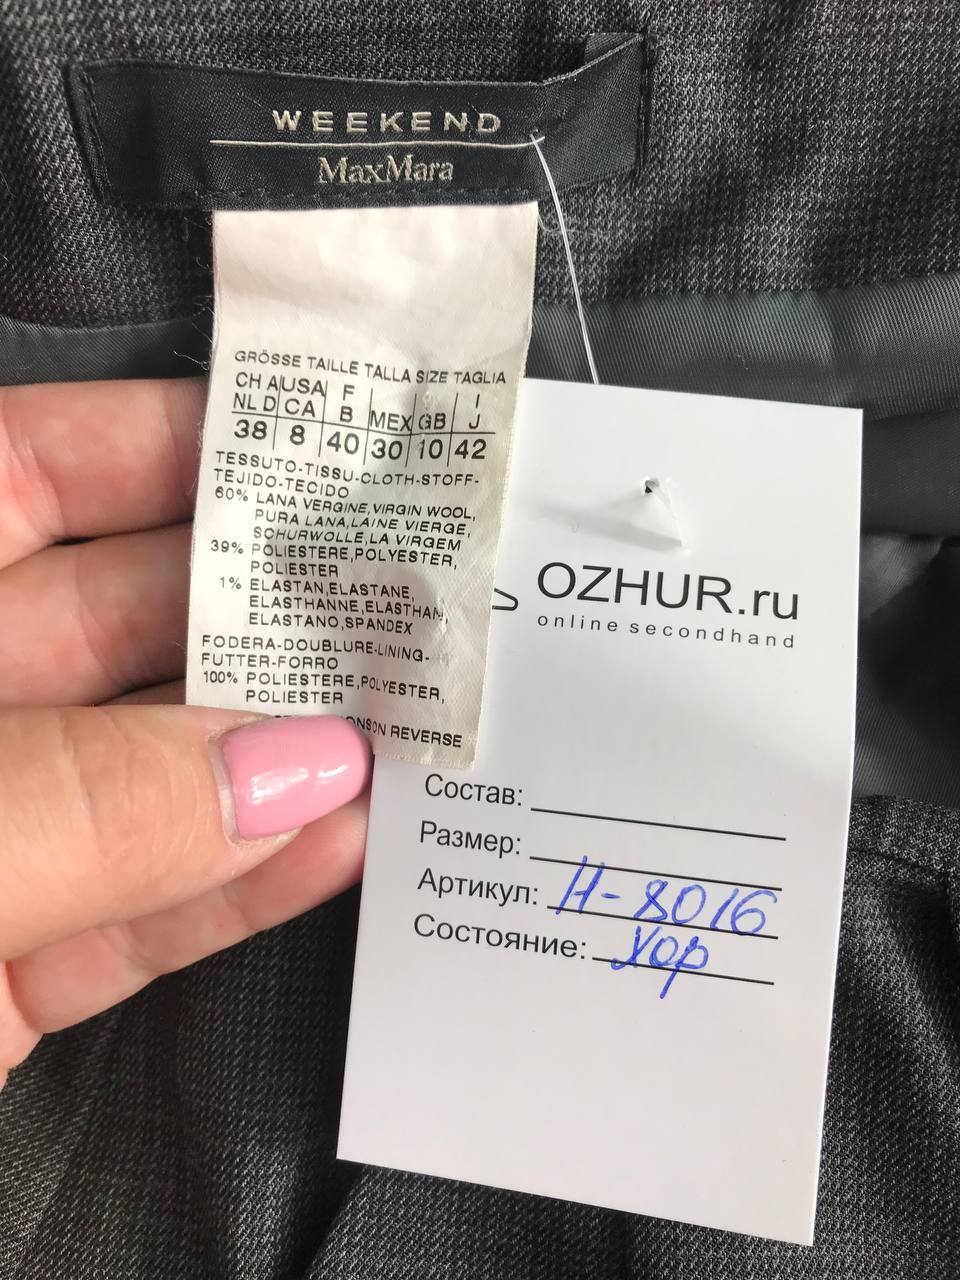 WEEKEND
MaxMara
GRÖSSE TAILLE TALLA SIZE TAGLIA
CH A USA F I
NL D CA B MEX GB J
38 8 40 30 10 42
TESSUTO-TISSU-CLOTH-STOFF-
TEJIDO-TECIDO
60% LANA VERGINE,VIRGIN WOOL,
PURA LANA,LAINE VIERGE,
SCHURWOLLE,LA VIRGEM
39% POLIESTERE,POLYESTER,
POLIESTER
1% ELASTAN,ELASTANE,
ELASTHANNE,ELASTHAN,
ELASTANO,SPANDEX
FODERA-DOUBLURE-LINING-
FUTTER-FORRO
100% POLIESTERE,POLYESTER,
POLIESTER
REVERSE
OZHUR.ru
online secondhand
Состав:
Размер:
Артикул: H-8016
Состояние: хор